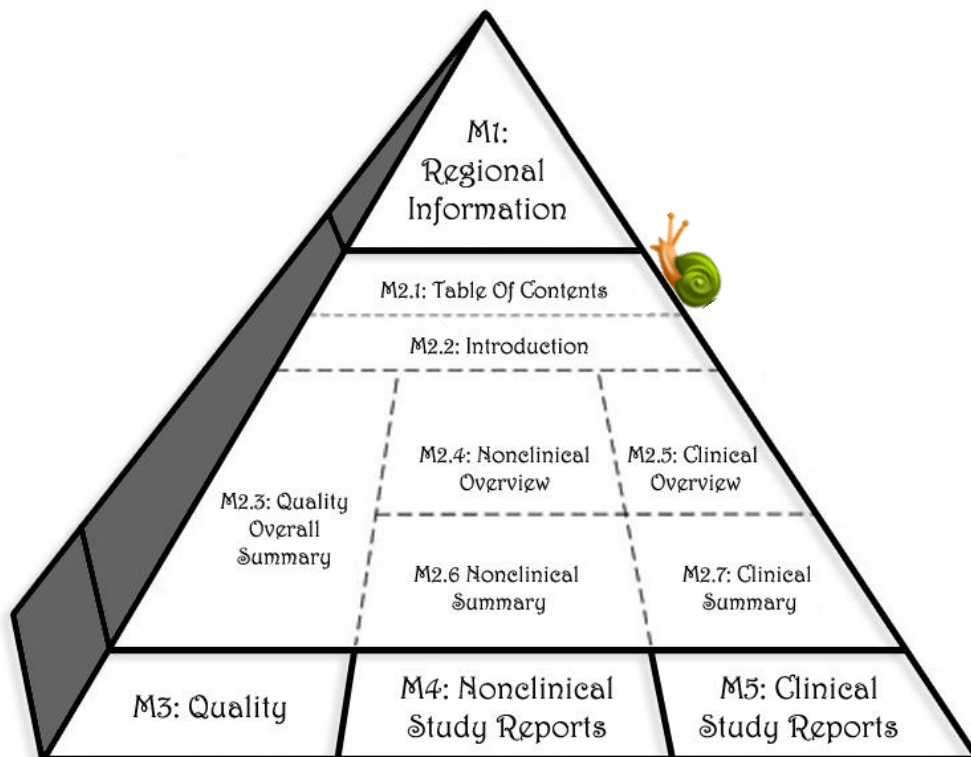 M1:
Regional
Information
M2.1: Table Of Contents
M2.2: Introduction
M2.3: Quality
Overall
Summary
M2.4: Nonclinical
Overview
M2.5: Clinical
Overview
M2.6 Nonclinical
Summary
M2.7: Clinical
Summary
M3: Quality
M4: Nonclinical
Study Reports
M5: Clinical
Study Reports